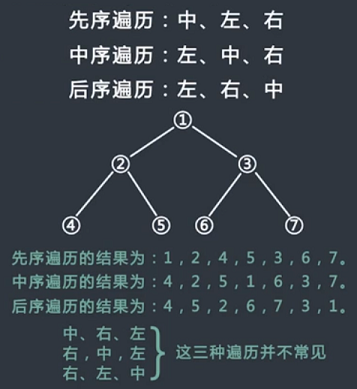 先序遍历：中、左、右
中序遍历：左、中、右
后序遍历：左、右、中
①
② ③
④ ⑤ ⑥ ⑦
先序遍历的结果为：1，2，4，5，3，6，7。
中序遍历的结果为：4，2，5，1，6，3，7。
后序遍历的结果为：4，5，2，6，7，3，1。
中、右、左
右，中，左
右、左、中
这三种遍历并不常见